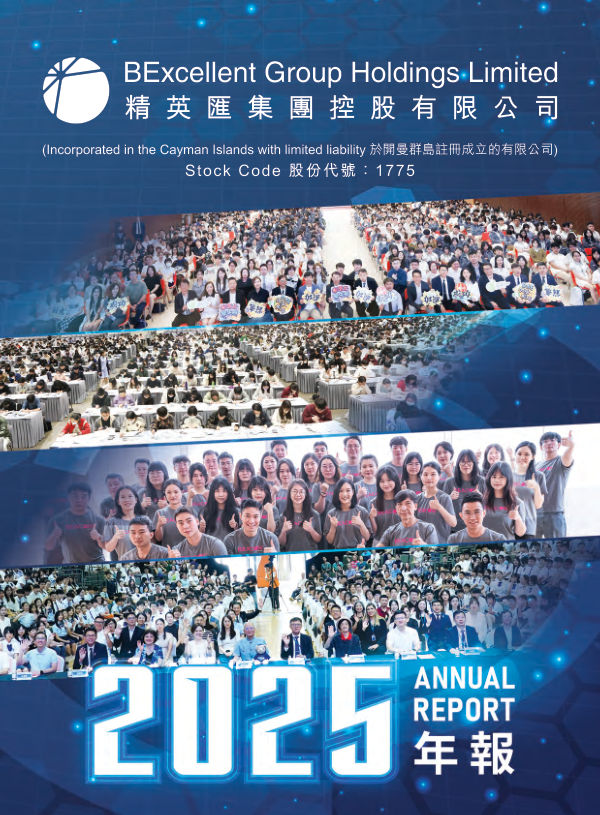 BExcellent Group Holdings Limited
精英匯集團控股有限公司
(Incorporated in the Cayman Islands with limited liability 於開曼群島註冊成立的有限公司)
Stock Code 股份代號：1775
2025
ANNUAL
REPORT
年報